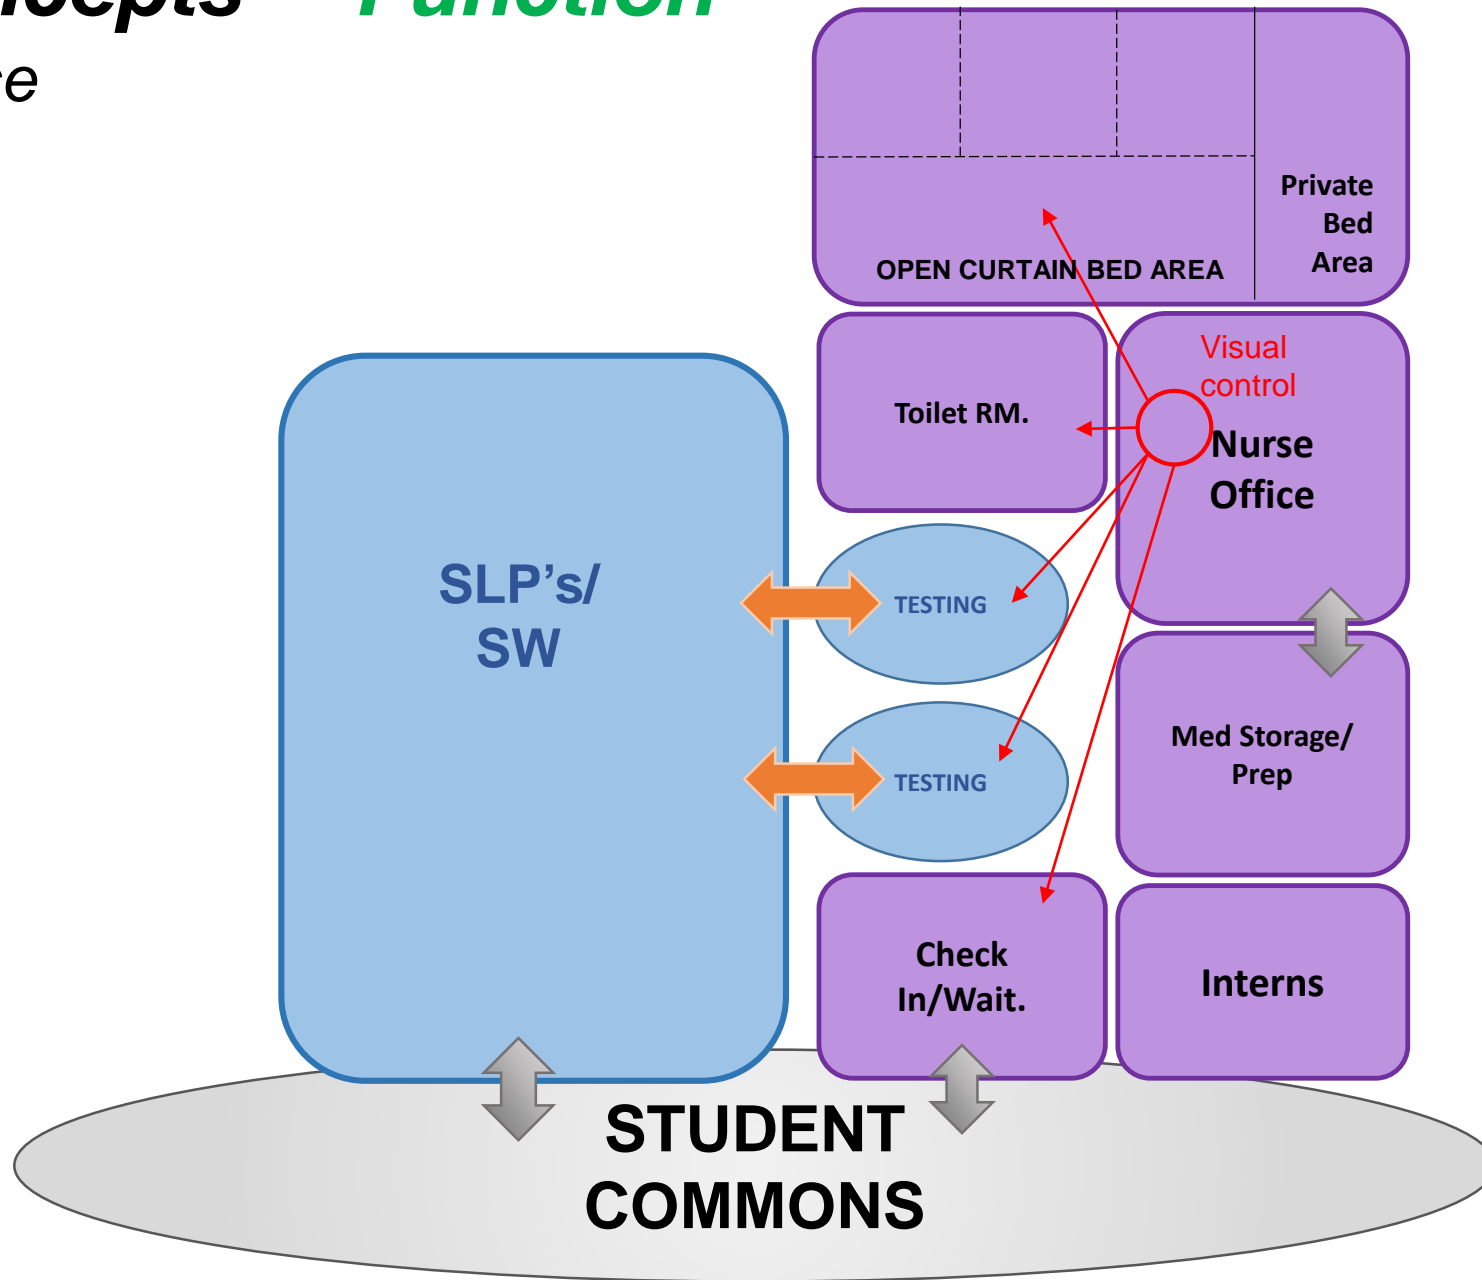 Function
Private
Bed
Area
OPEN CURTAIN BED AREA
Visual
control
Toilet RM.
Nurse
Office
SLP's/
SW
TESTING
Med Storage/
Prep
TESTING
Check
In/Wait.
Interns
STUDENT
COMMONS